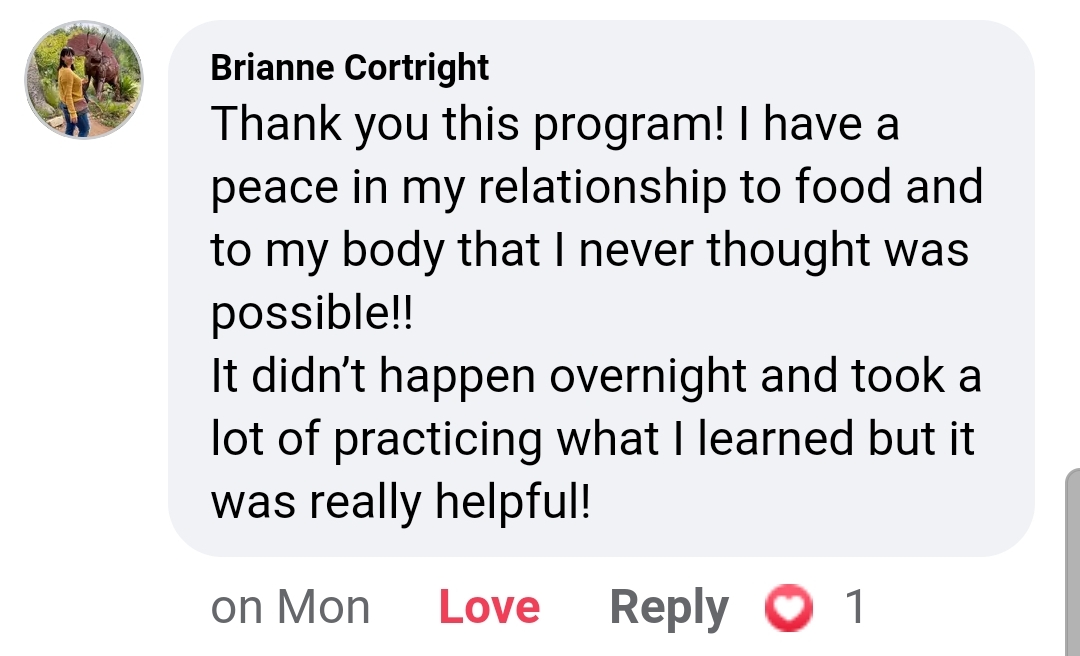 Brianne Cortright
Thank you this program! I have a
peace in my relationship to food and
to my body that I never thought was
possible!!
It didn’t happen overnight and took a
lot of practicing what I learned but it
was really helpful!
on Mon Love Reply 1